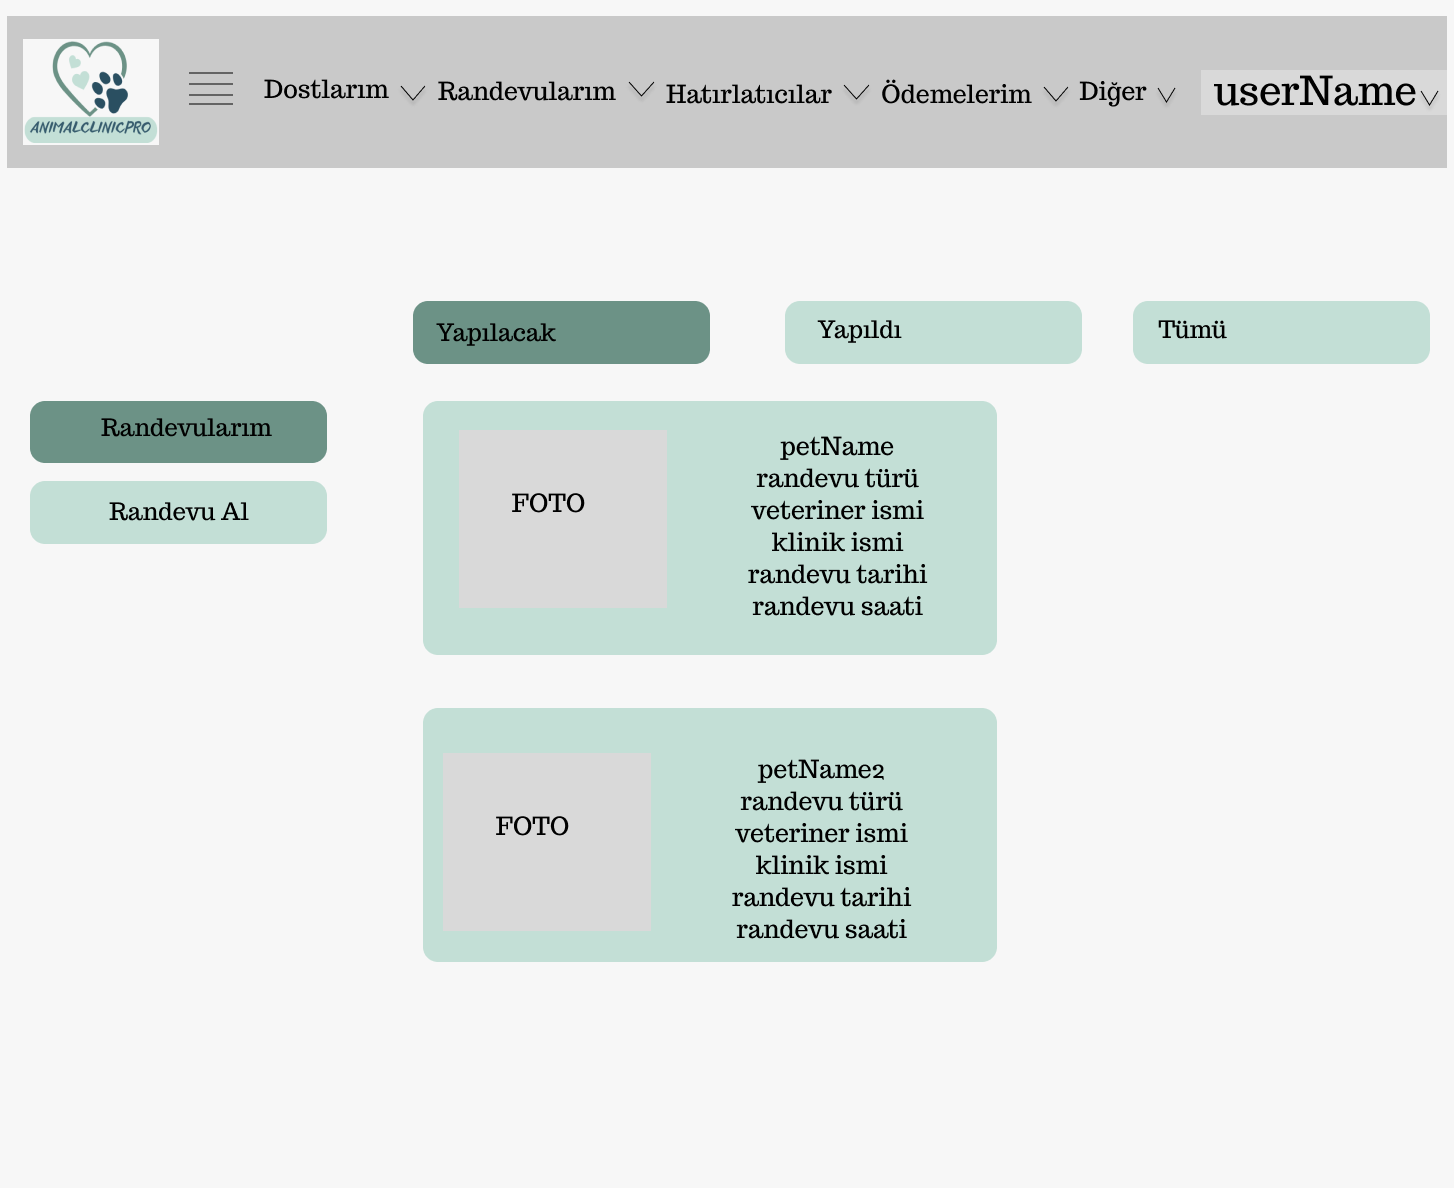 ANIMALCLINICPRO
Dostlarım
Randevularım
Hatırlatıcılar
Ödemelerim
Diğer
userName
Yapılacak
Yapıldı
Tümü
Randevularım
Randevu Al
FOTO
petName
randevu türü
veteriner ismi
klinik ismi
randevu tarihi
randevu saati
FOTO
petName2
randevu türü
veteriner ismi
klinik ismi
randevu tarihi
randevu saati